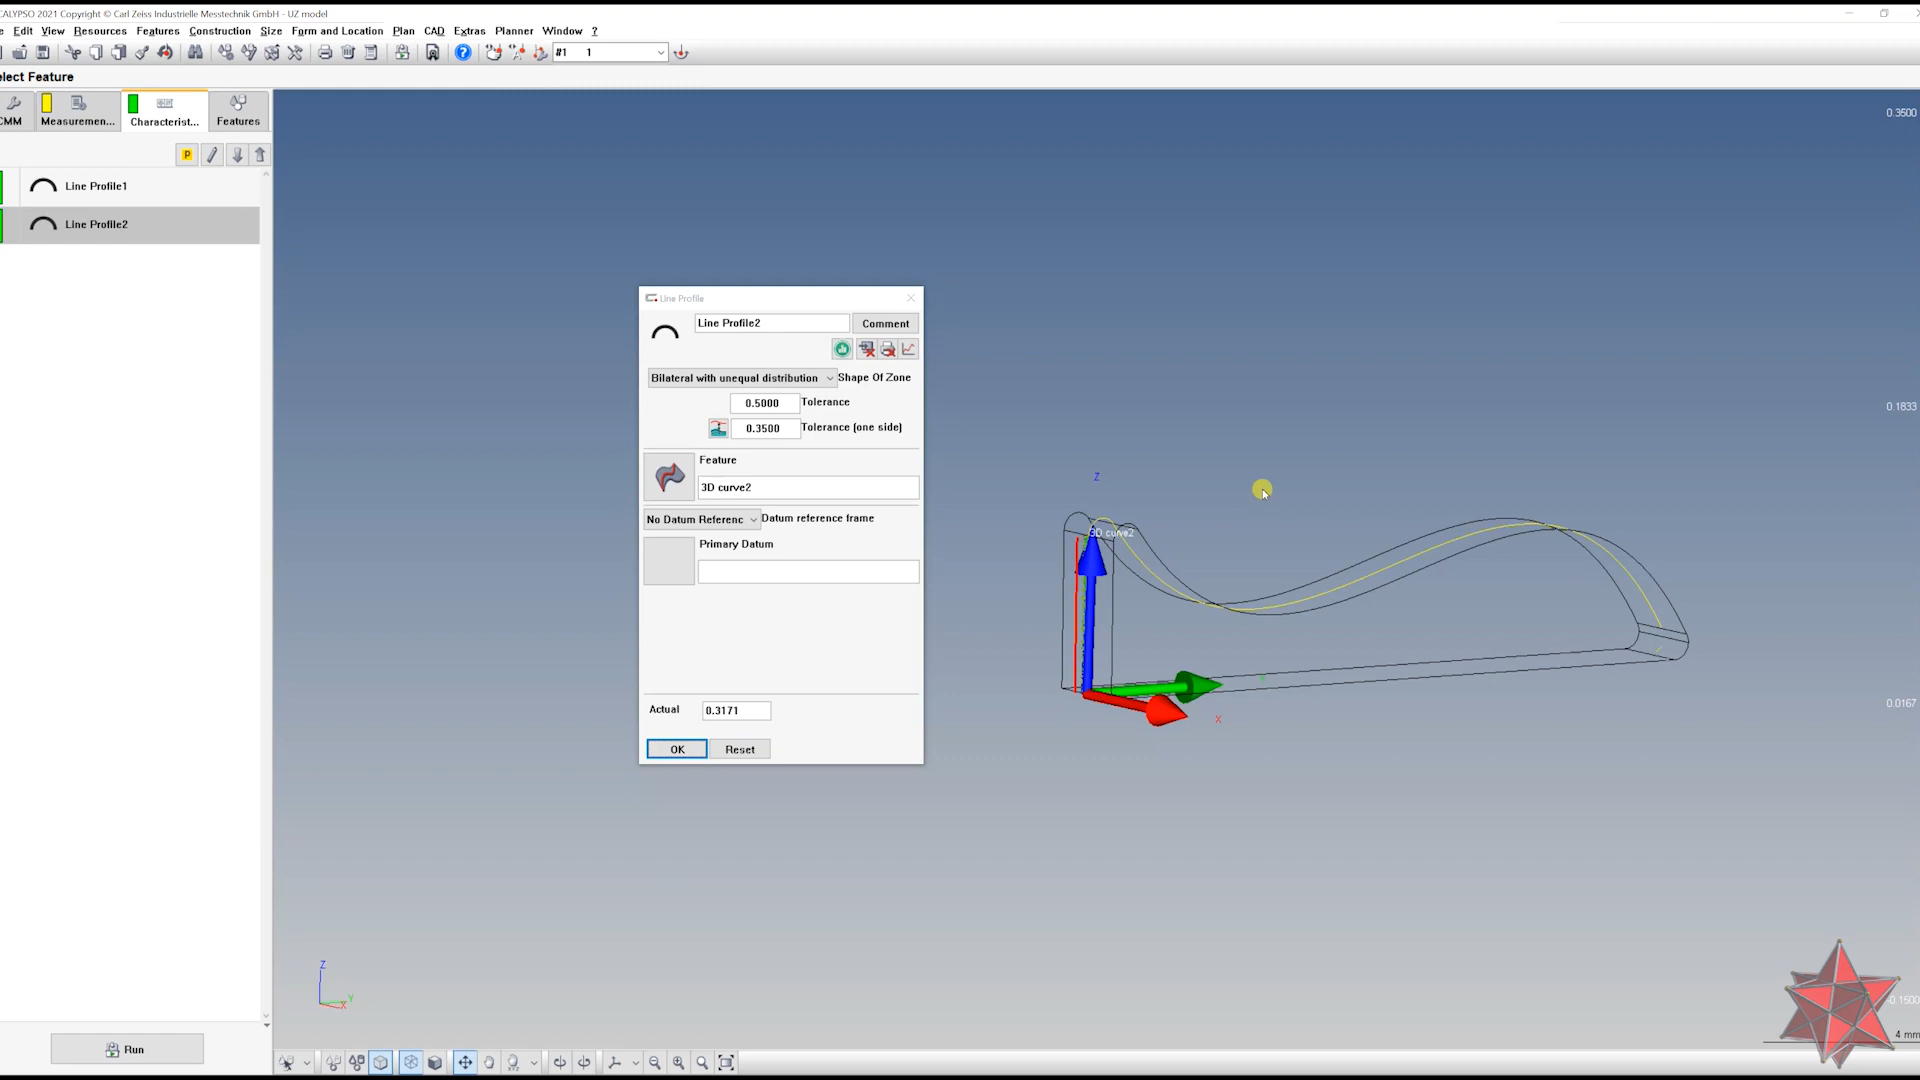 CALYPSO 2021 Copyright © Carl Zeiss Industrielle Messtechnik GmbH - UZ model
Edit View Resources Features Construction Size Form and Location Plan CAD Extras Planner Window ?
#1 1
elect Feature
CMM
Measuremen...
Characterist...
Features
P
Line Profile1
Line Profile2
Run
Line Profile
Line Profile2
Comment
Bilateral with unequal distribution
Shape Of Zone
0.5000
Tolerance
0.3500
Tolerance (one side)
Feature
3D curve2
No Datum Referenc
Datum reference frame
Primary Datum
Actual
0.3171
OK
Reset
0.3500
0.1833
0.0167
-0.1500
4 mm
Z
3D curve2
Y
X
Z
Y
X